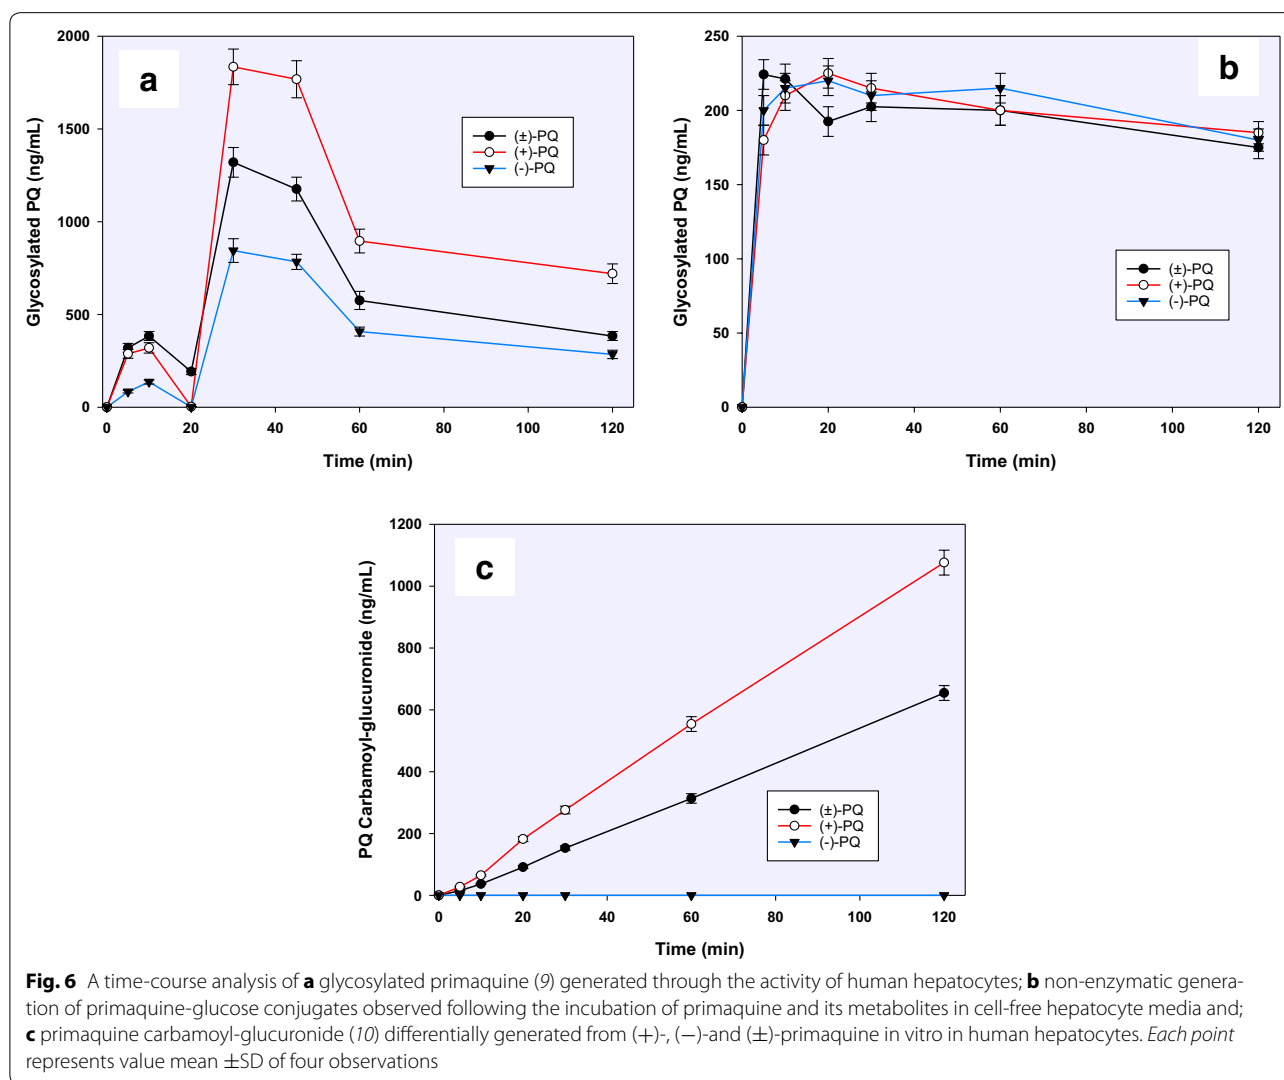 a
2000
1500
1000
500
0
Glycosylated PQ (ng/mL)
(±)-PQ
(+)-PQ
(-)-PQ
0 20 40 60 80 100 120
Time (min)
b
250
200
150
100
50
0
Glycosylated PQ (ng/mL)
(±)-PQ
(+)-PQ
(-)-PQ
0 20 40 60 80 100 120
Time (min)
c
1200
1000
800
600
400
200
0
PQ Carbamoyl-glucuronide (ng/mL)
(±)-PQ
(+)-PQ
(-)-PQ
0 20 40 60 80 100 120
Time (min)
Fig. 6 A time-course analysis of a glycosylated primaquine (9) generated through the activity of human hepatocytes; b non-enzymatic genera-
tion of primaquine-glucose conjugates observed following the incubation of primaquine and its metabolites in cell-free hepatocyte media and;
c primaquine carbamoyl-glucuronide (10) differentially generated from (+)-, (−)-and (±)-primaquine in vitro in human hepatocytes. Each point
represents value mean ±SD of four observations